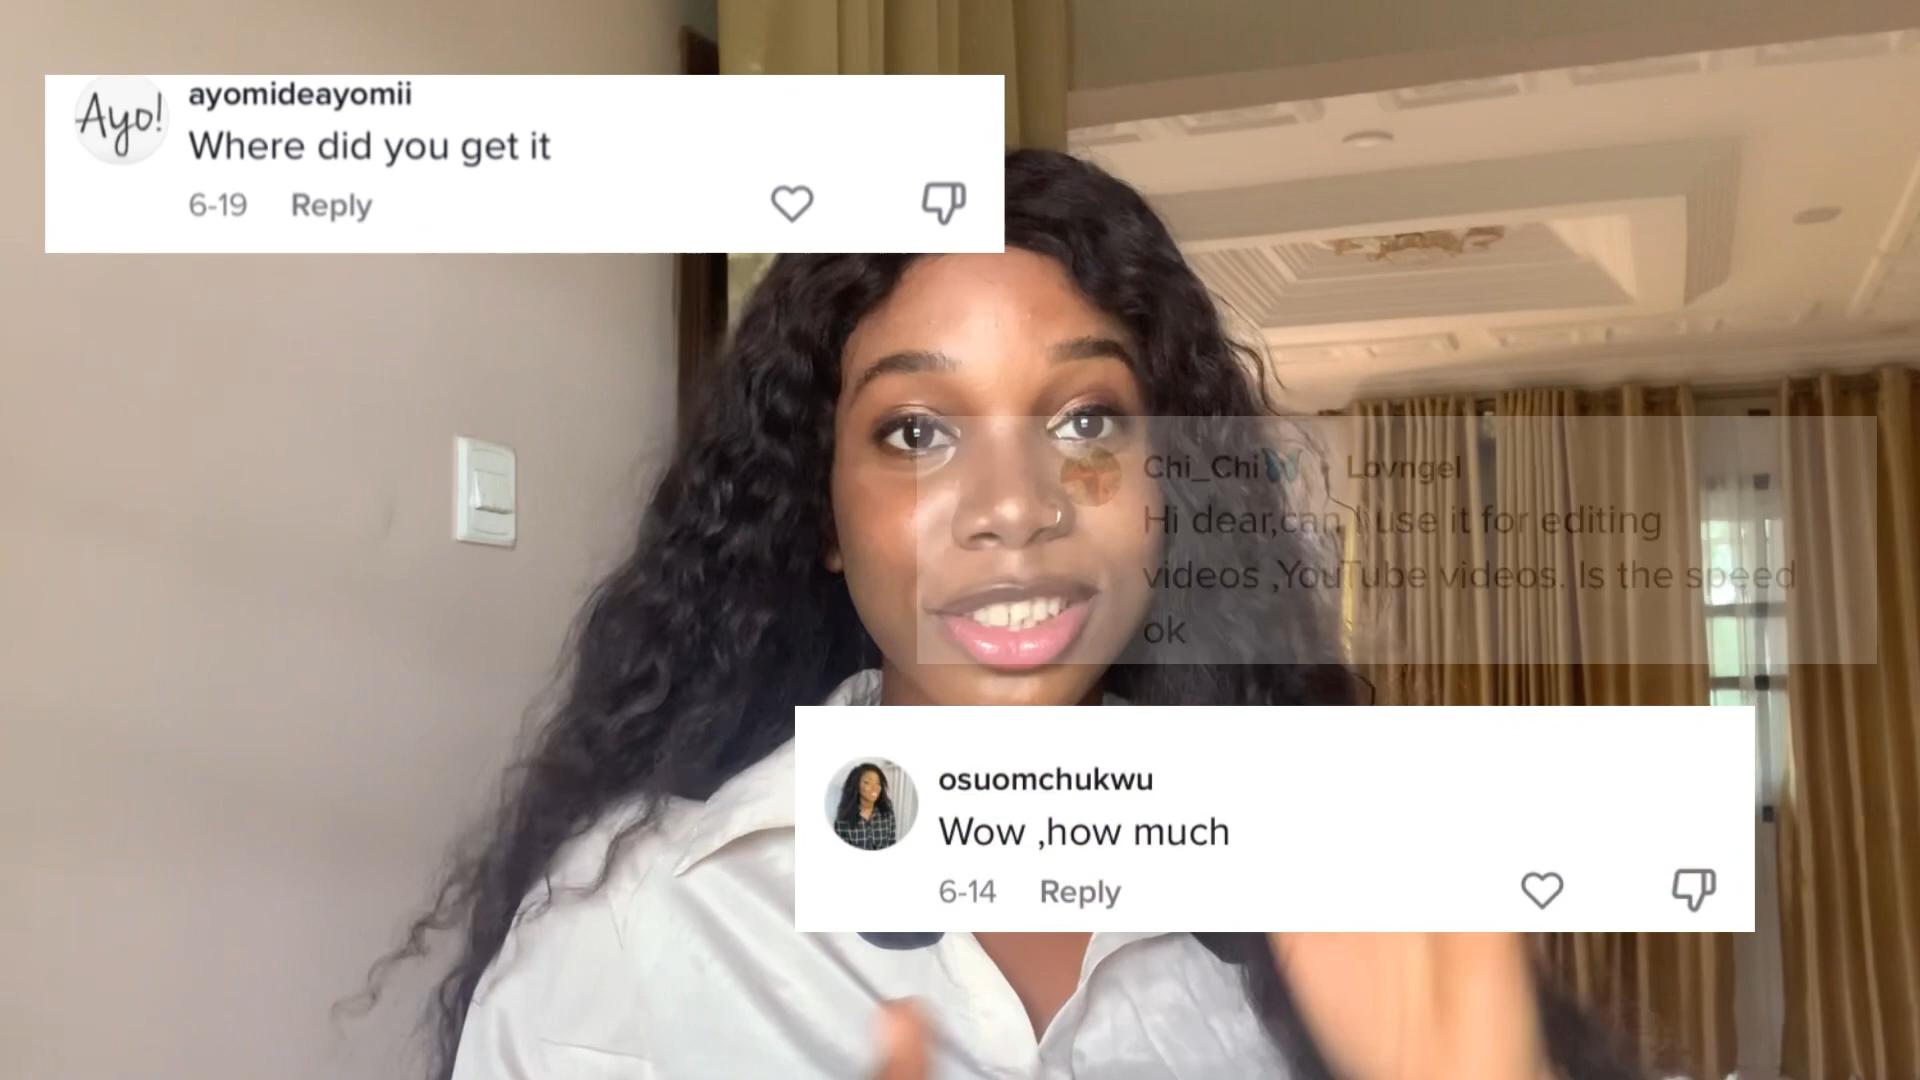 Ayo!
ayomideayomii
Where did you get it
6-19 Reply
Chi_Chi · Lovngel
Hi dear,can I use it for editing
videos ,YouTube videos. Is the speed
ok
osuomchukwu
Wow ,how much
6-14 Reply